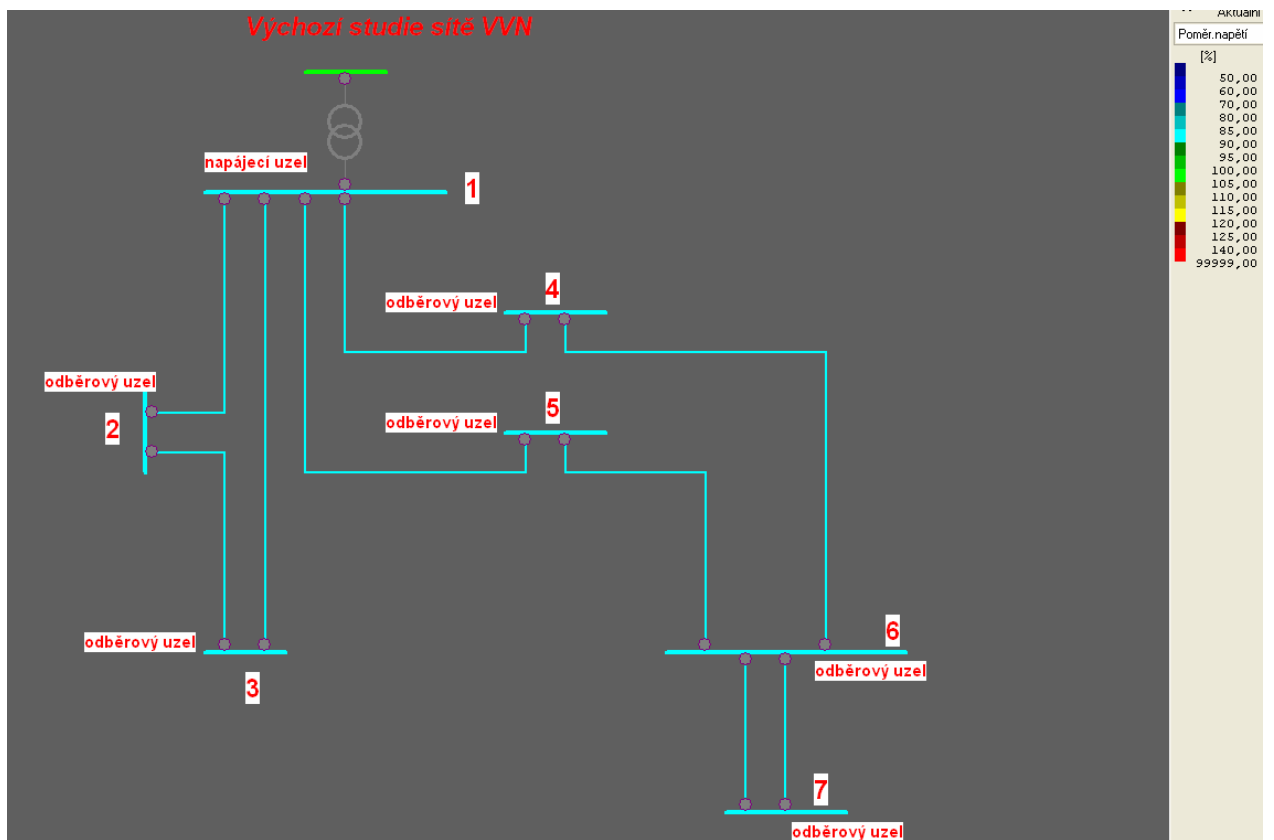 Výchozí studie sítě VVN
Aktuální
Poměr.napětí
[%]
50,00
60,00
70,00
80,00
85,00
90,00
95,00
100,00
105,00
110,00
115,00
120,00
125,00
140,00
99999,00
napájecí uzel
1
4
odběrový uzel
odběrový uzel
2
5
odběrový uzel
odběrový uzel
3
6
odběrový uzel
7
odběrový uzel